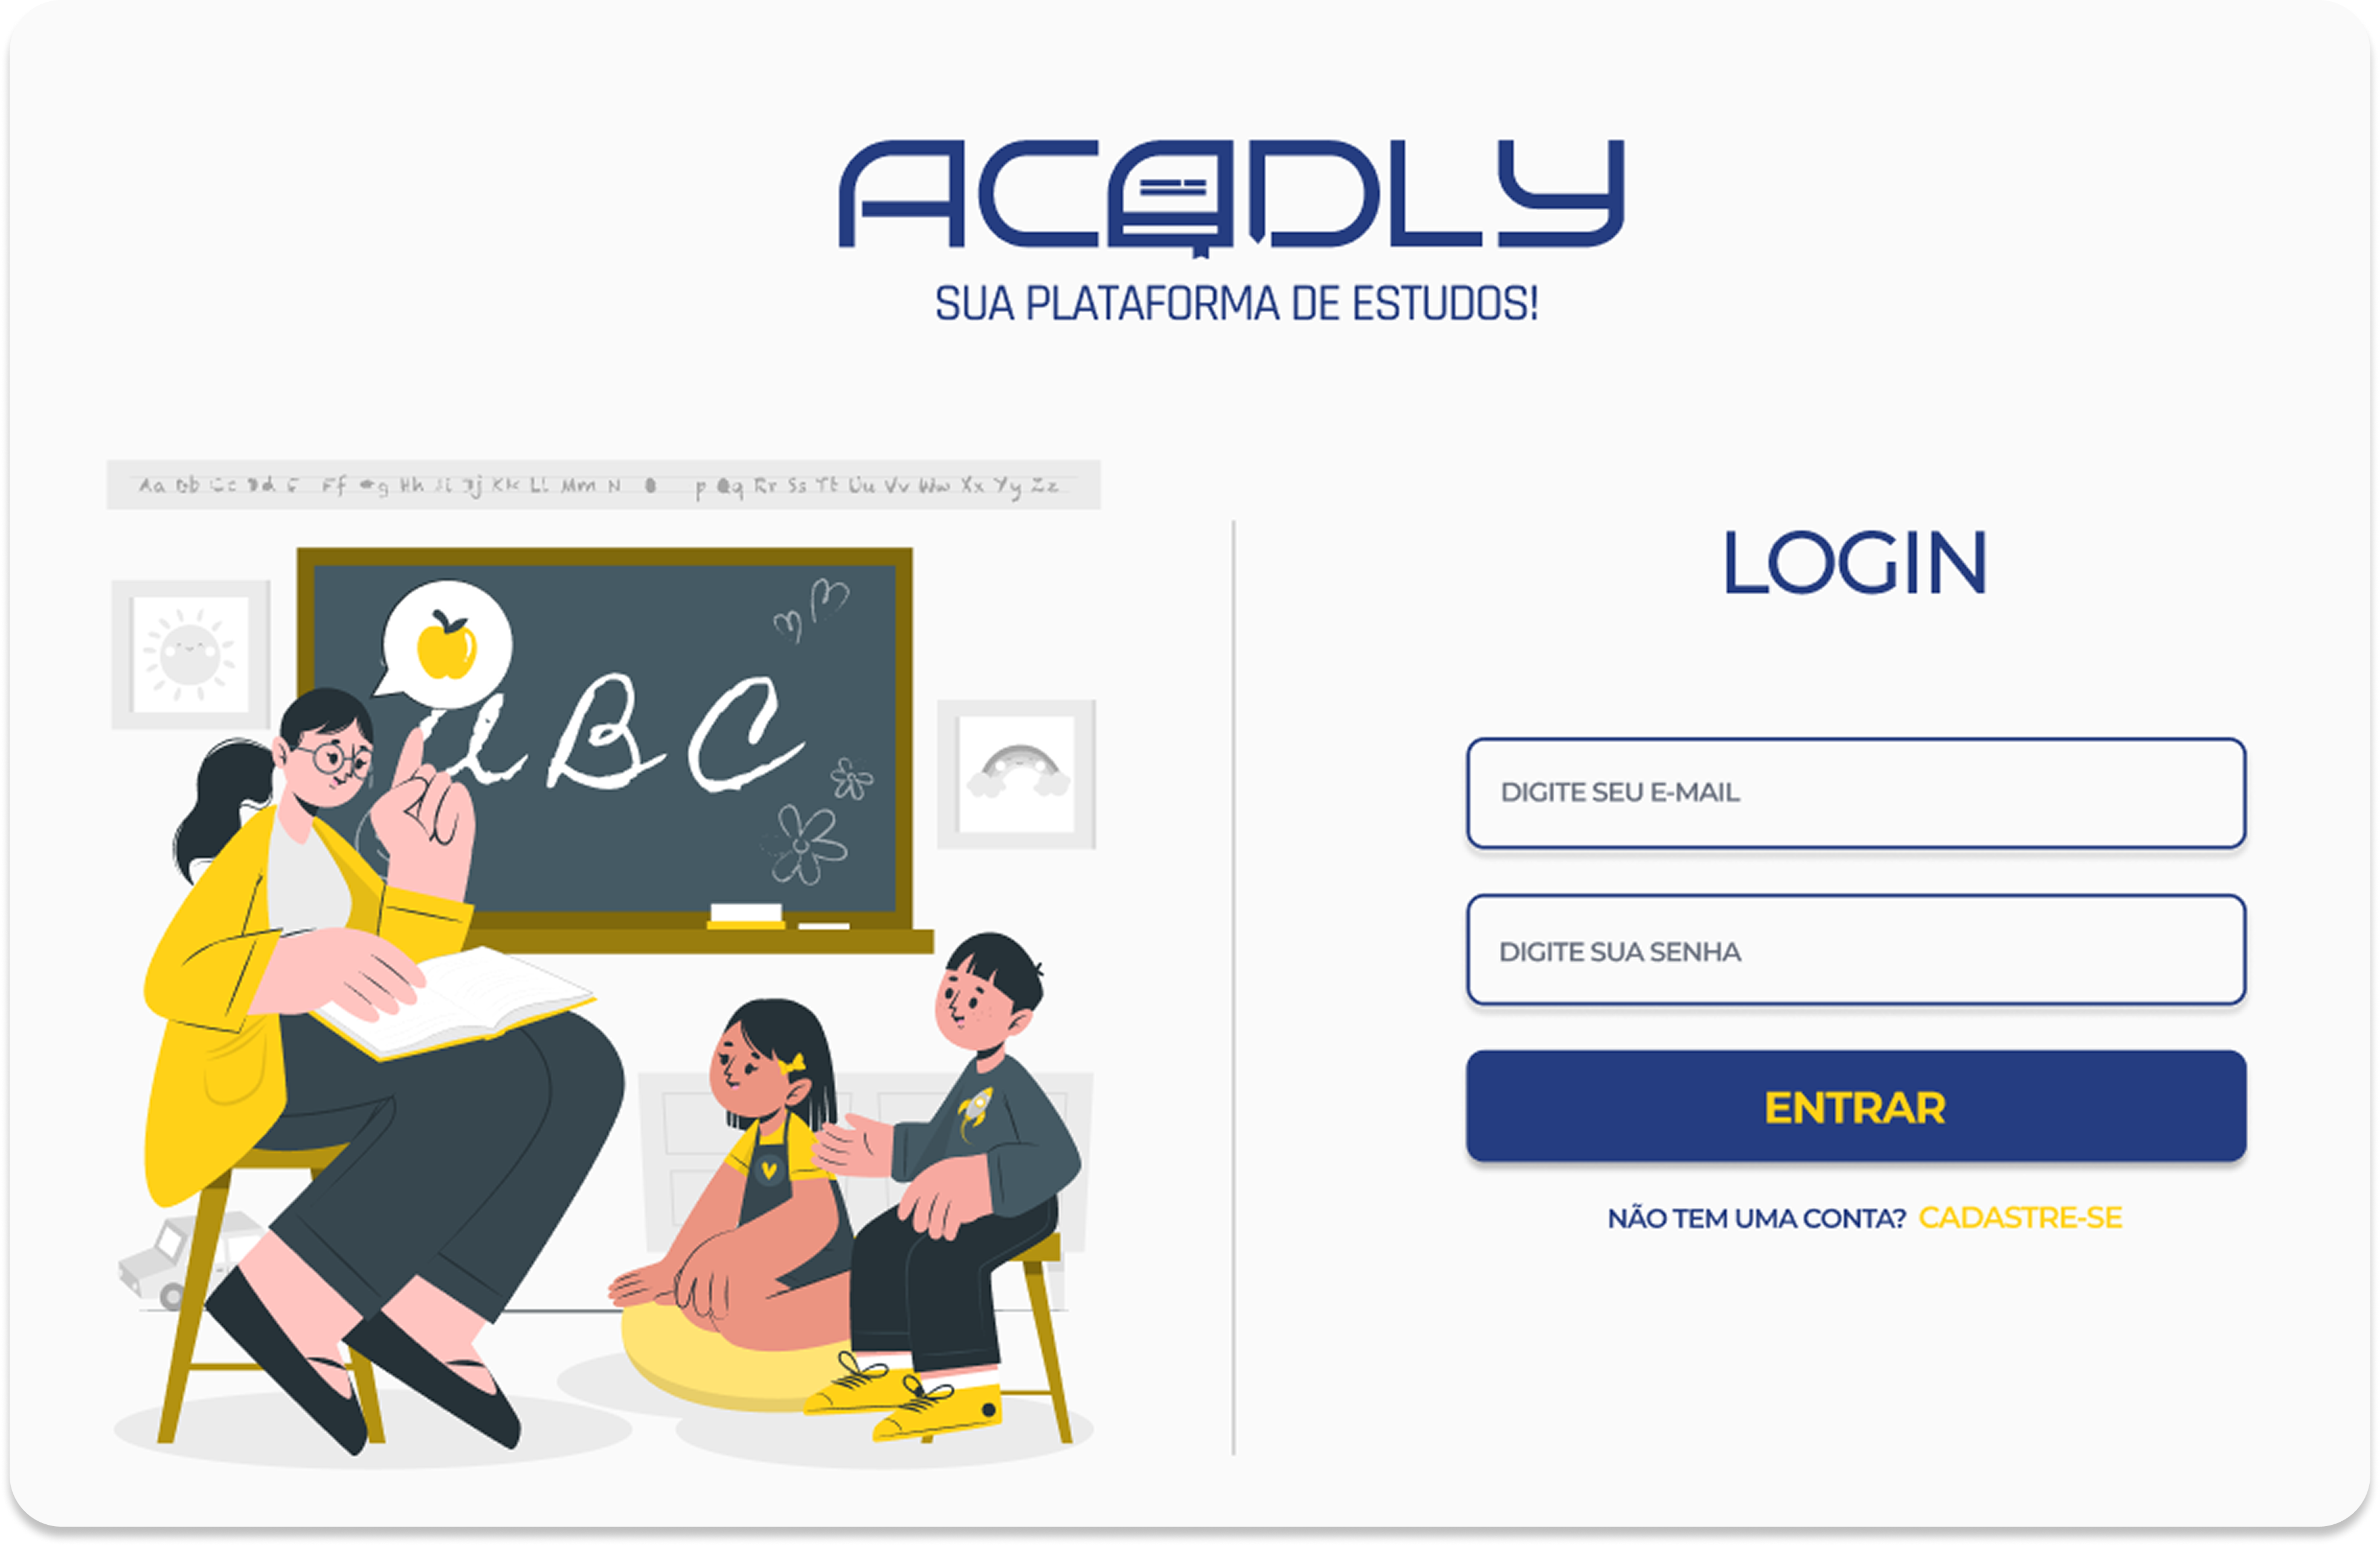 ACADLY
SUA PLATAFORMA DE ESTUDOS!
Aa Bb Cc Dd Ff g Hh Ii Jj Kk Ll Mm N O p Qq Rr Ss Tt Uu Vv Ww Xx Yy Zz
a B C
LOGIN
DIGITE SEU E-MAIL
DIGITE SUA SENHA
ENTRAR
NÃO TEM UMA CONTA? CADASTRE-SE